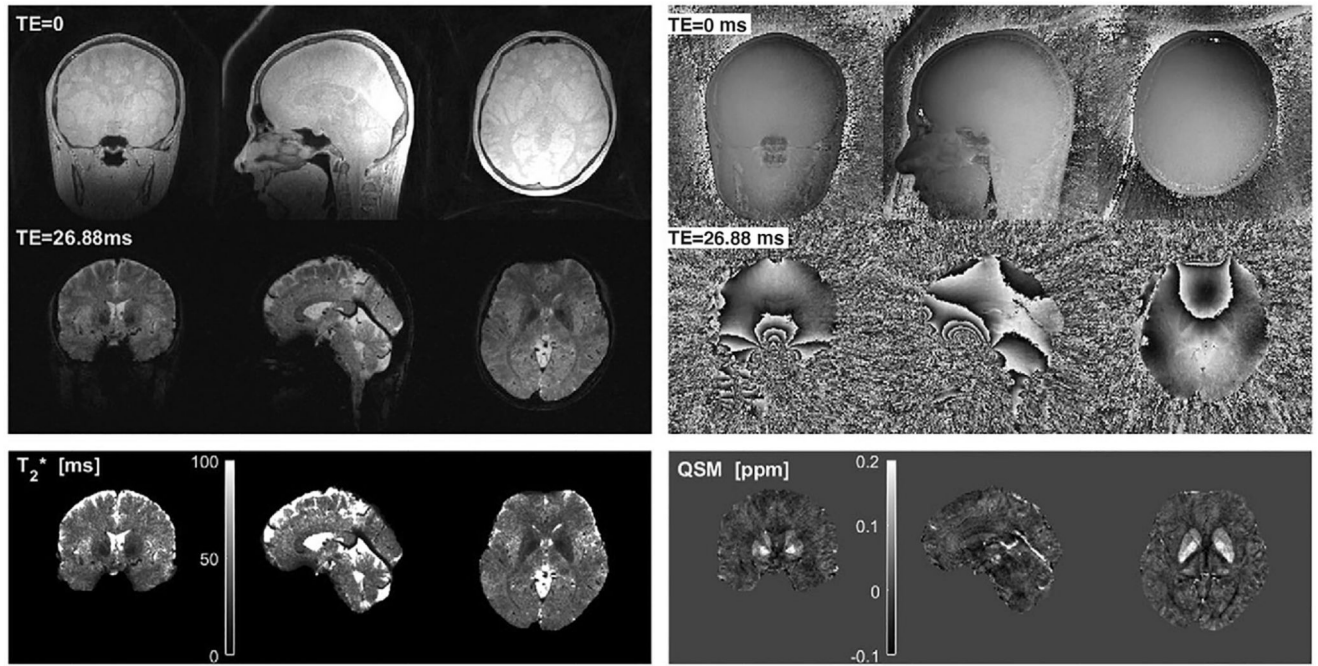 TE=0
TE=26.88ms
TE=0 ms
TE=26.88 ms
T2* [ms]
100
50
0
QSM [ppm]
0.2
0.1
0
-0.1